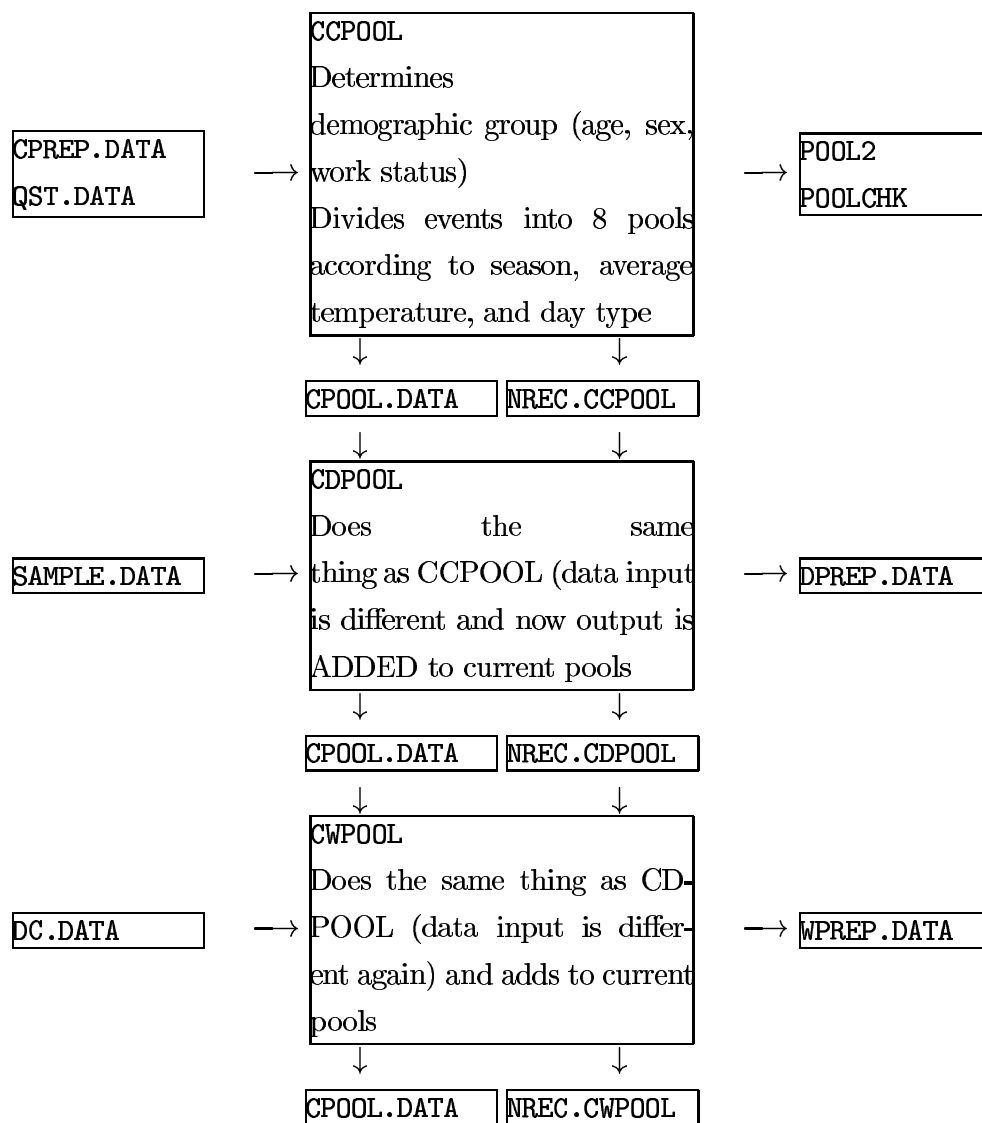 CCPOOL
Determines
demographic group (age, sex,
work status)
Divides events into 8 pools
according to season, average
temperature, and day type
CPREP.DATA
QST.DATA
POOL2
POOLCHK
CPOOL.DATA
NREC.CCPOOL
CDPOOL
Does the same
thing as CCPOOL (data input
is different and now output is
ADDED to current pools
SAMPLE.DATA
DPREP.DATA
CPOOL.DATA
NREC.CDPOOL
CWPOOL
Does the same thing as CD-
POOL (data input is differ-
ent again) and adds to current
pools
DC.DATA
WPREP.DATA
CPOOL.DATA
NREC.CWPOOL